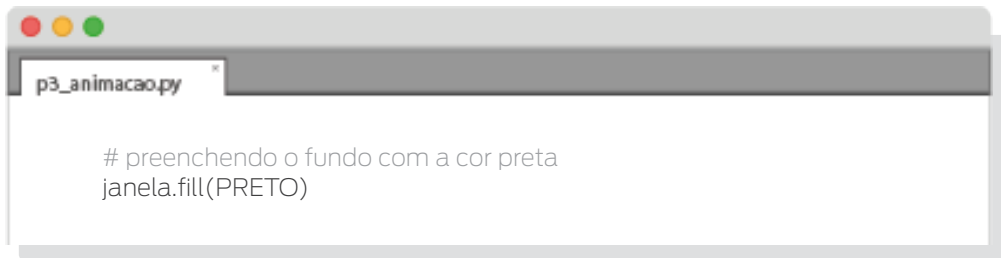 p3_animacao.py
# preenchendo o fundo com a cor preta
janela.fill(PRETO)